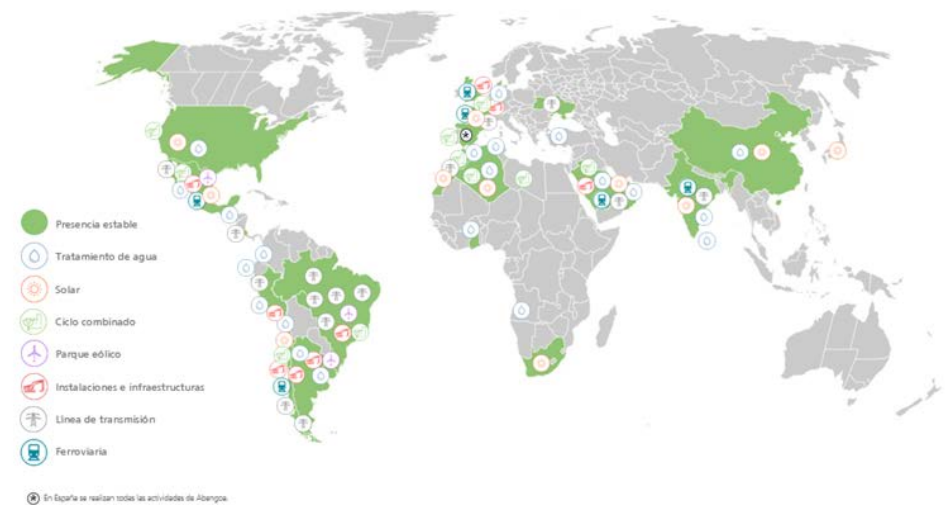 Presencia estable
Tratamiento de agua
Solar
Ciclo combinado
Parque eólico
Instalaciones e infraestructuras
Línea de transmisión
Ferroviaria
En España se realizan todas las actividades de Abengoa.